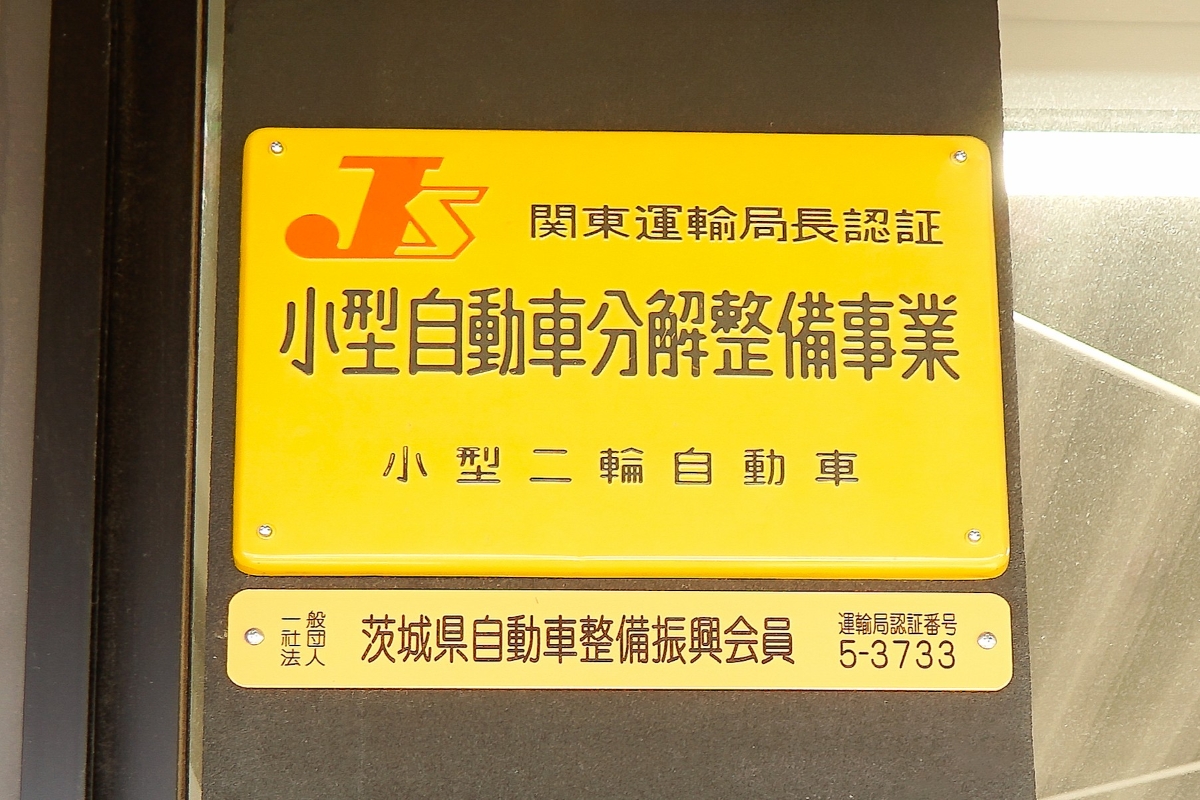 JS
関東運輸局長認証
小型自動車分解整備事業
小型二輪自動車
一般社団法人
茨城県自動車整備振興会員
運輸局認証番号
5-3733